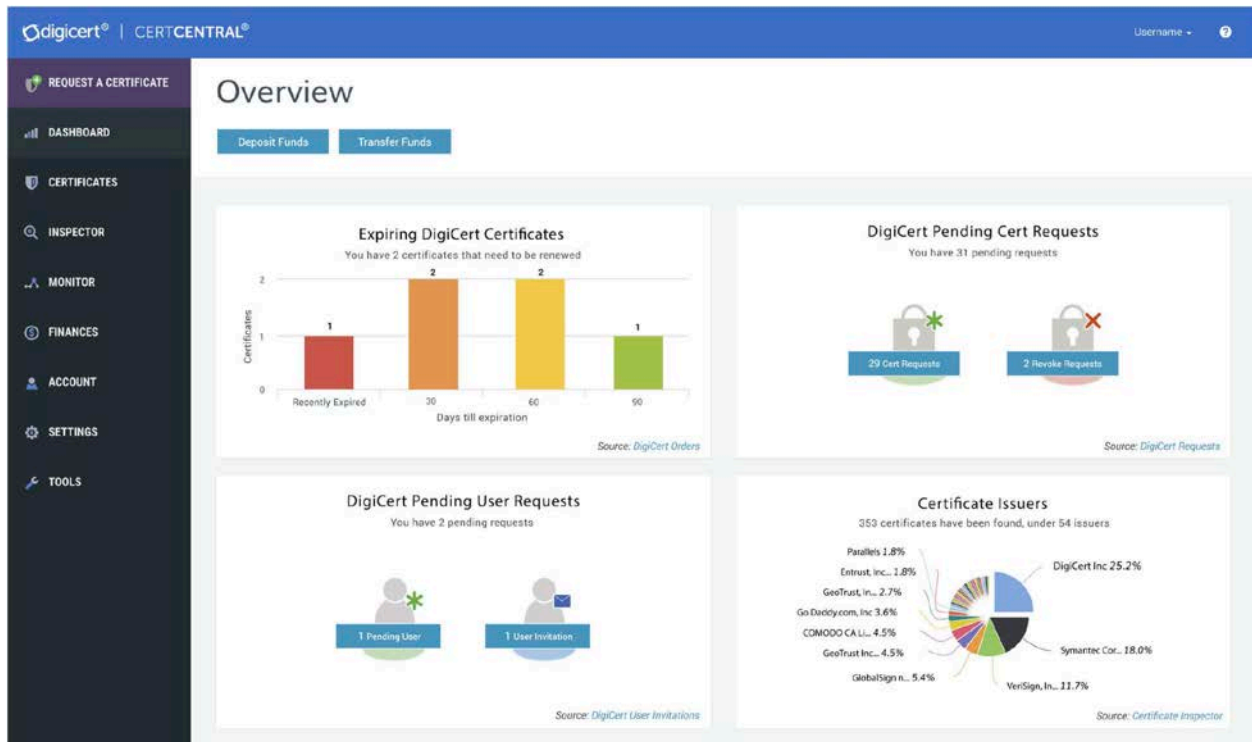 digicert® | CERTCENTRAL®
Username
?
REQUEST A CERTIFICATE
DASHBOARD
CERTIFICATES
INSPECTOR
MONITOR
FINANCES
ACCOUNT
SETTINGS
TOOLS
Overview
Deposit Funds
Transfer Funds
Expiring DigiCert Certificates
You have 2 certificates that need to be renewed
Certificates
2
1
0
1
2
2
1
Recently Expired
30
60
90
Days till expiration
Source: DigiCert Orders
DigiCert Pending Cert Requests
You have 31 pending requests
29 Cert Requests
2 Revoke Requests
Source: DigiCert Requests
DigiCert Pending User Requests
You have 2 pending requests
1 Pending User
1 User Invitation
Source: DigiCert User Invitations
Certificate Issuers
353 certificates have been found, under 54 issuers
Parallels 1.8%
Entrust, Inc... 1.8%
GeoTrust, In... 2.7%
Go Daddy.com, Inc 3.6%
COMODO CA Li... 4.5%
GeoTrust Inc... 4.5%
GlobalSign n... 5.4%
DigiCert Inc 25.2%
Symantec Cor... 18.0%
VeriSign, In... 11.7%
Source: Certificate Inspector